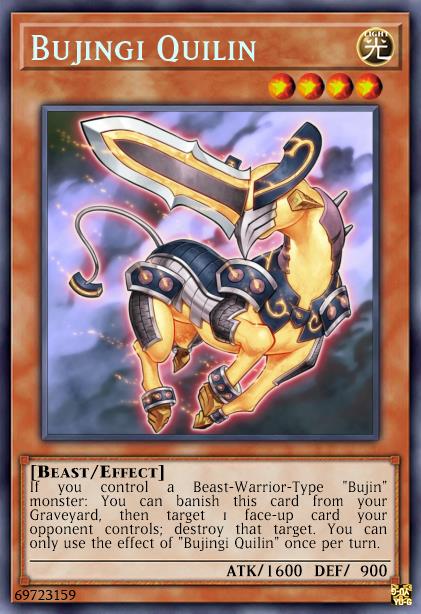 Bujingi Quilin
LIGHT
光
[Beast/Effect]
If you control a Beast-Warrior-Type "Bujin"
monster: You can banish this card from your
Graveyard, then target 1 face-up card your
opponent controls; destroy that target. You can
only use the effect of "Bujingi Quilin" once per turn.
ATK/1600 DEF/ 900
69723159